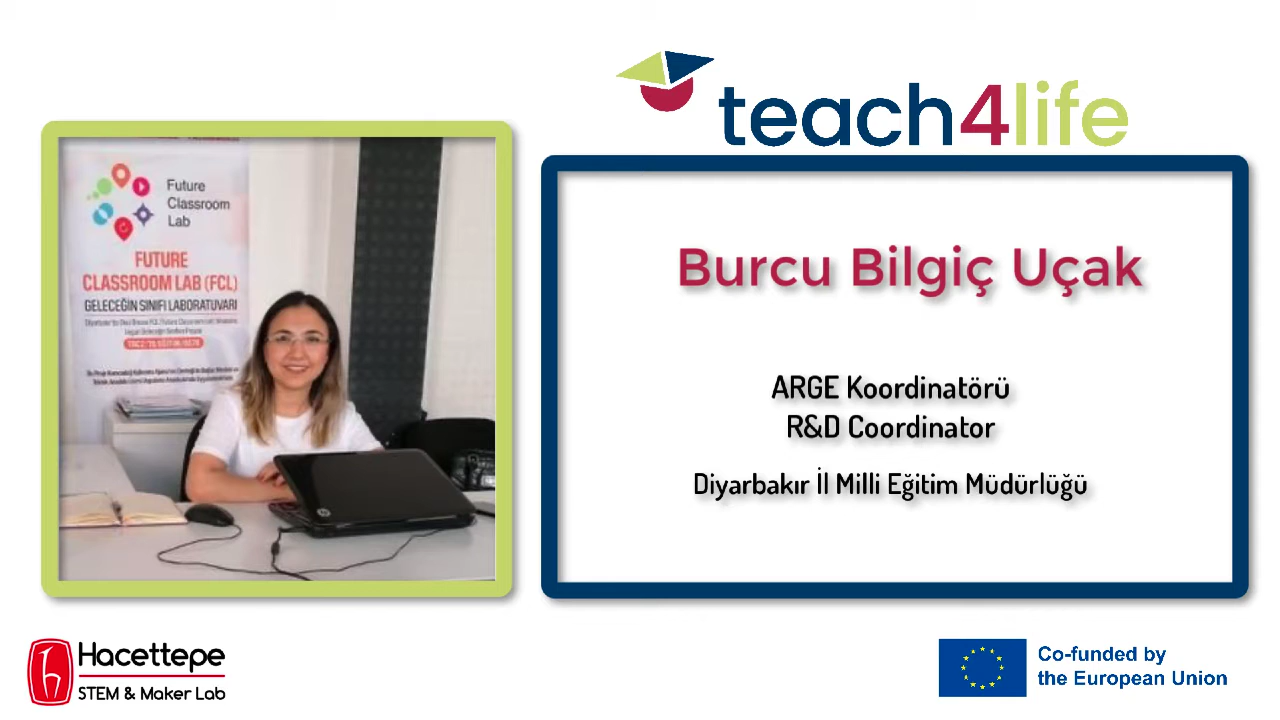 teach4life
Future
Classroom
Lab
FUTURE
CLASSROOM LAB (FCL)
GELECEĞİN SINIFI LABORATUVARI
Burcu Bilgiç Uçak
ARGE Koordinatörü
R&D Coordinator
Diyarbakır İl Milli Eğitim Müdürlüğü
Hacettepe
STEM & Maker Lab
Co-funded by
the European Union